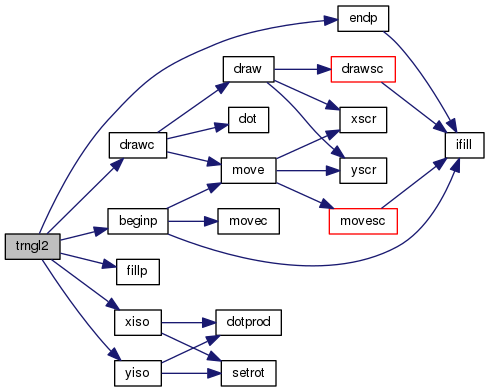 endp
draw
drawsc
dot
xscr
drawc
ifill
move
yscr
beginp
movec
movesc
trngl2
fillp
xiso
dotprod
yiso
setrot